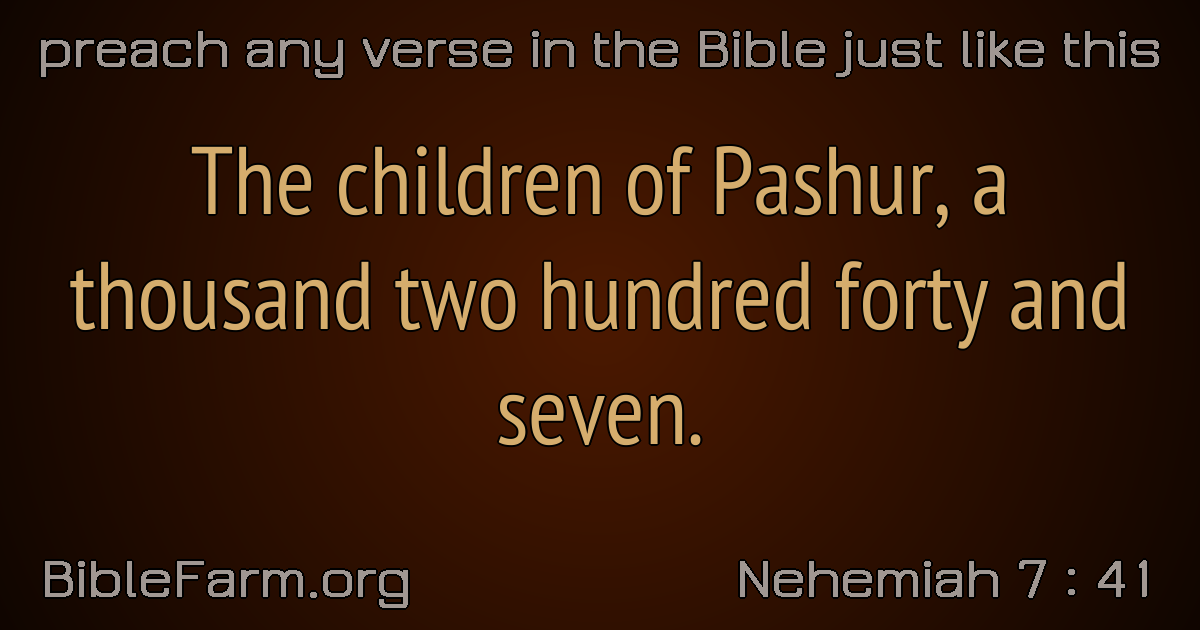 preach any verse in the Bible just like this
The children of Pashur, a
thousand two hundred forty and
seven.
BibleFarm.org
Nehemiah 7 : 41